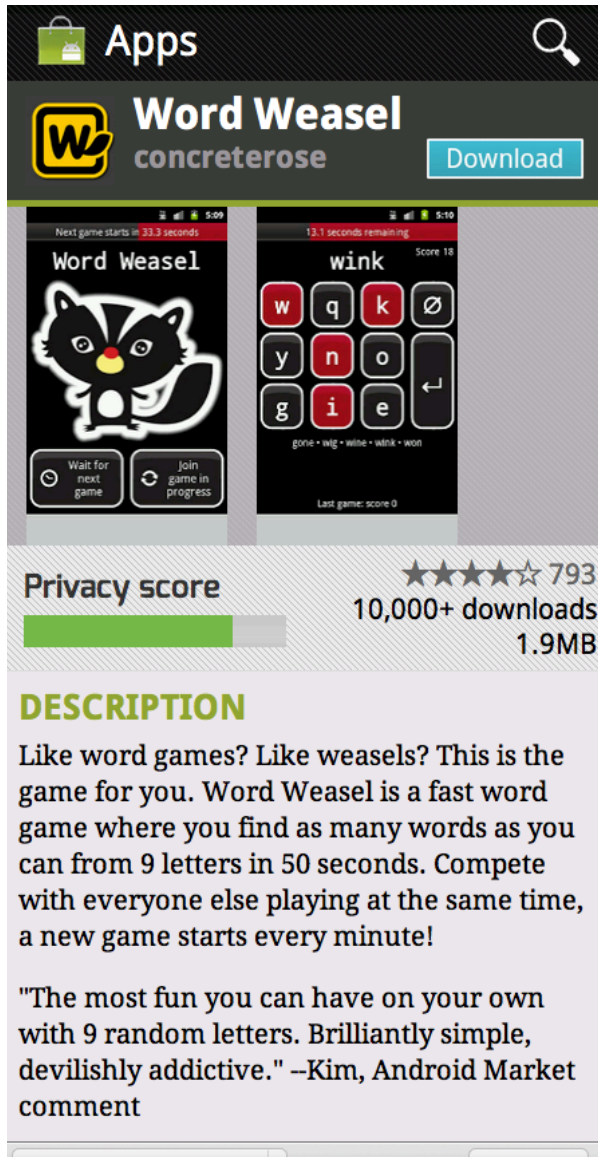 Apps
Word Weasel
concreterose
Download
5:09
Next game starts in 33.3 seconds
Word Weasel
Wait for
next
game
Join
game in
progress
5:10
13.1 seconds remaining
Score 18
wink
w q k Ø
y n o
g i e
gone • wig • wine • wink • won
Last game: score 0
Privacy score
793
10,000+ downloads
1.9MB
DESCRIPTION
Like word games? Like weasels? This is the
game for you. Word Weasel is a fast word
game where you find as many words as you
can from 9 letters in 50 seconds. Compete
with everyone else playing at the same time,
a new game starts every minute!
"The most fun you can have on your own
with 9 random letters. Brilliantly simple,
devilishly addictive." --Kim, Android Market
comment